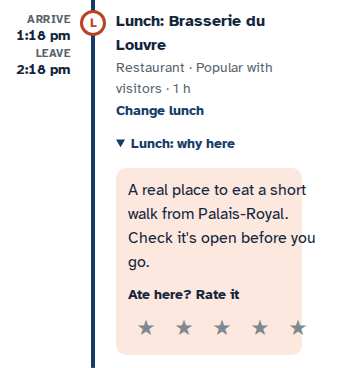 ARRIVE
1:18 pm
LEAVE
2:18 pm
L
Lunch: Brasserie du
Louvre
Restaurant · Popular with
visitors · 1 h
Change lunch
▼ Lunch: why here
A real place to eat a short
walk from Palais-Royal.
Check it's open before you
go.
Ate here? Rate it
★ ★ ★ ★ ★